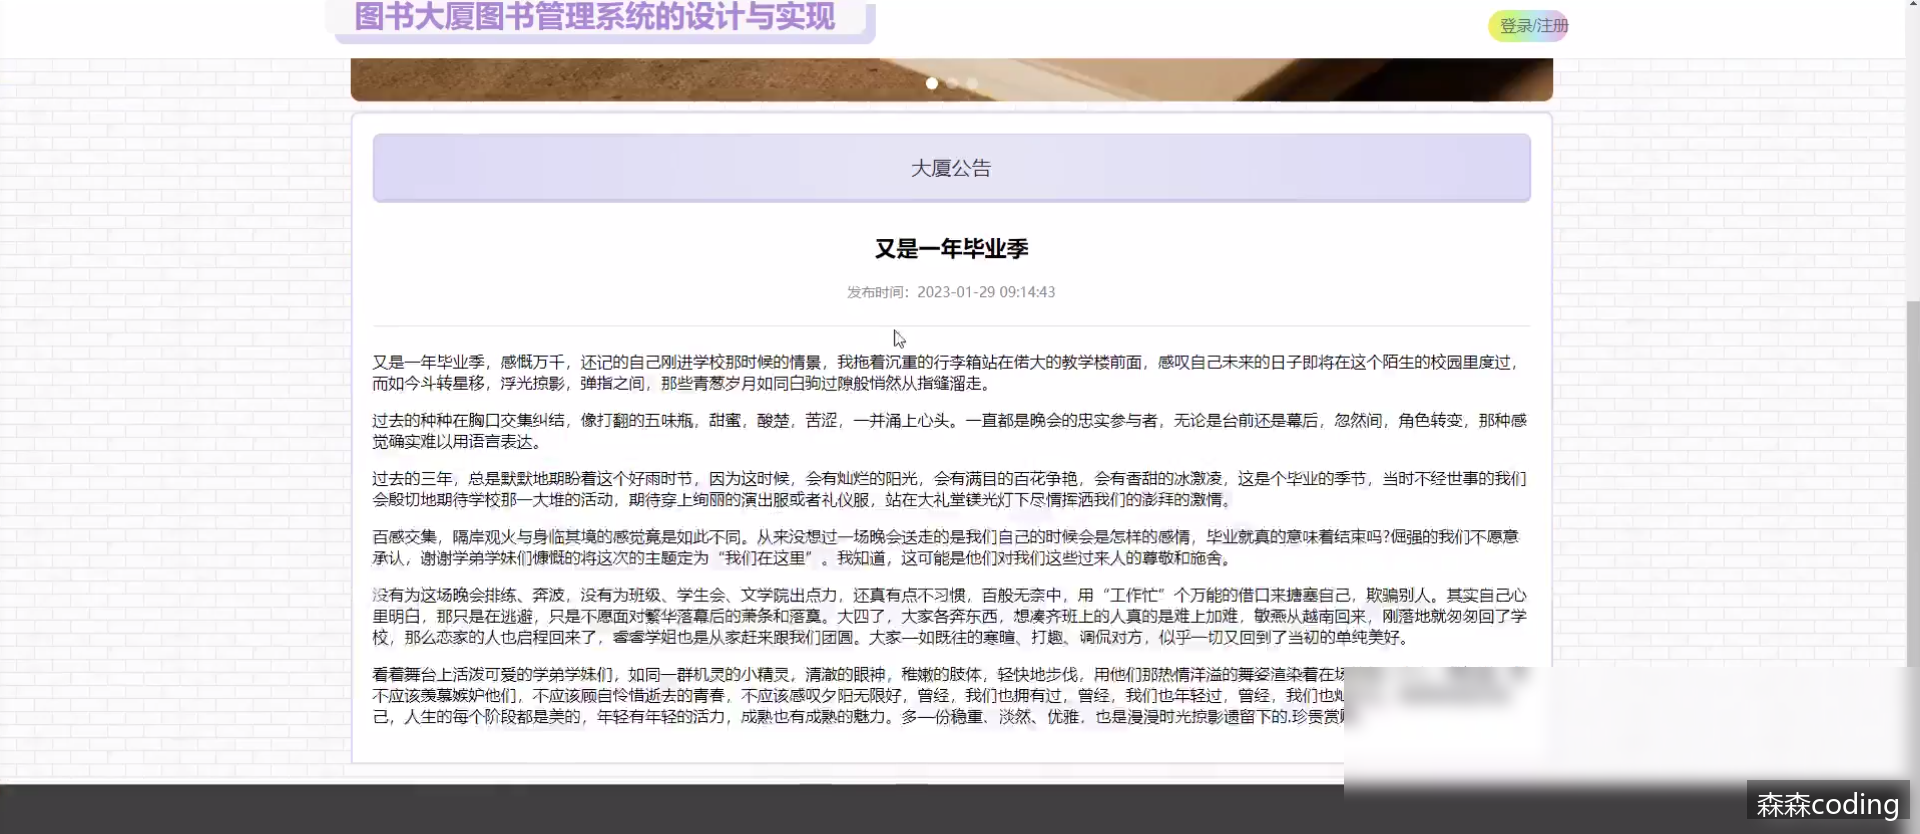 图书大厦图书管理系统的设计与实现
登录/注册
大厦公告
又是一年毕业季
发布时间：2023-01-29 09:14:43
又是一年毕业季，感慨万千，还记的自己刚进学校那时候的情景，我拖着沉重的行李箱站在偌大的教学楼前面，感叹自己未来的日子即将在这个陌生的校园里度过，
而如今斗转星移，浮光掠影，弹指之间，那些青葱岁月如同白驹过隙般悄然从指缝溜走。
过去的种种在胸口交集纠结，像打翻的五味瓶，甜蜜，酸楚，苦涩，一并涌上心头。一直都是晚会的忠实参与者，无论是台前还是幕后，忽然间，角色转变，那种感
觉确实难以用语言表达。
过去的三年，总是默默地期盼着这个好雨时节，因为这时候，会有灿烂的阳光，会有满目的百花争艳，会有香甜的冰激凌，这是个毕业的季节，当时不经世事的我们
会殷切地期待学校那一大堆的活动，期待穿上绚丽的演出服或者礼仪服，站在大礼堂镁光灯下尽情挥洒我们的澎拜的激情。
百感交集，隔岸观火与身临其境的感觉竟是如此不同。从来没想过一场晚会送走的是我们自己的时候会是怎样的感情，毕业就真的意味着结束吗?倔强的我们不愿意
承认，谢谢学弟学妹们慷慨的将这次的主题定为“我们在这里”。我知道，这可能是他们对我们这些过来人的尊敬和施舍。
没有为这场晚会排练、奔波，没有为班级、学生会、文学院出点力，还真有点不习惯，百般无奈中，用“工作忙”个万能的借口来搪塞自己，欺骗别人。其实自己心
里明白，那只是在逃避，只是不愿面对繁华落幕后的萧条和落寞。大四了，大家各奔东西，想凑齐班上的人真的是难上加难，敏燕从越南回来，刚落地就匆匆回了学
校，那么恋家的人也启程回来了，睿睿学姐也是从家赶来跟我们团圆。大家一如既往的寒暄、打趣、调侃对方，似乎一切又回到了当初的单纯美好。
看着舞台上活泼可爱的学弟学妹们，如同一群机灵的小精灵，清澈的眼神，稚嫩的肢体，轻快地步伐，用他们那热情洋溢的舞姿渲染着在场
不应该羡慕嫉妒他们，不应该顾自怜惜逝去的青春，不应该感叹夕阳无限好，曾经，我们也拥有过，曾经，我们也年轻过，曾经，我们也灿
己，人生的每个阶段都是美的，年轻有年轻的活力，成熟也有成熟的魅力。多一份稳重、淡然、优雅，也是漫漫时光掠影遗留下的.珍贵赏赐
森森coding